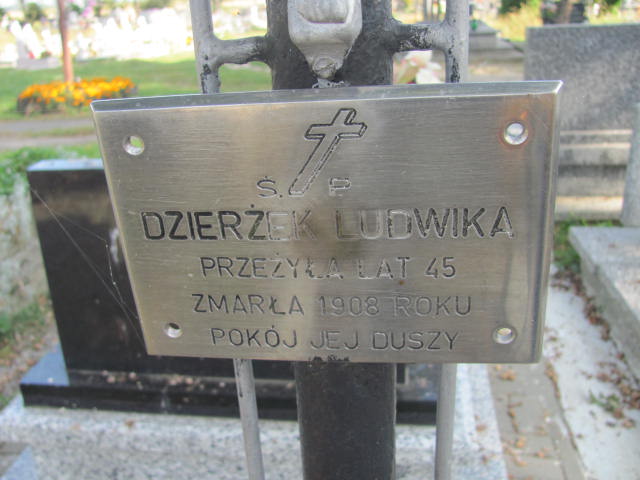 Ś. P.
DZIERŻEK LUDWIKA
PRZEŻYŁA LAT 45
ZMARŁA 1908 ROKU
POKÓJ JEJ DUSZY